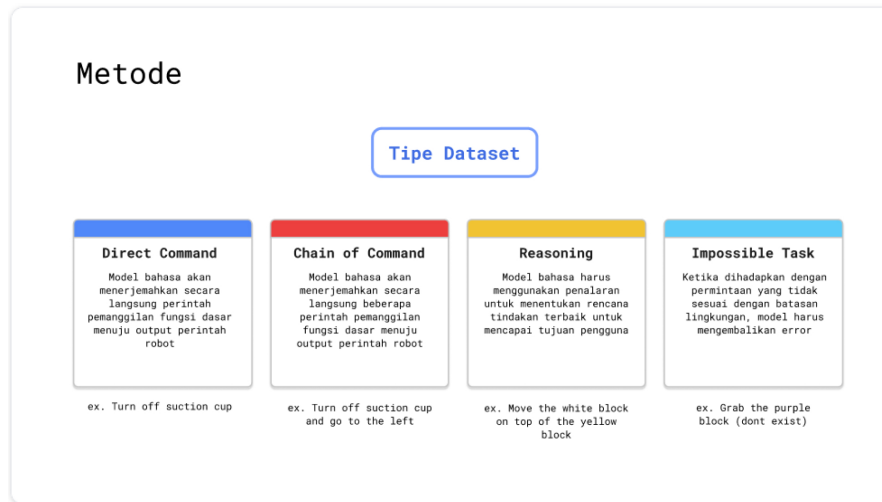 Metode
Tipe Dataset
Direct Command
Model bahasa akan
menerjemahkan secara
langsung perintah
pemanggilan fungsi dasar
menuju output perintah
robot
ex. Turn off suction cup
Chain of Command
Model bahasa akan
menerjemahkan secara
langsung beberapa
perintah pemanggilan
fungsi dasar menuju
output perintah robot
ex. Turn off suction cup
and go to the left
Reasoning
Model bahasa harus
menggunakan penalaran
untuk menentukan rencana
tindakan terbaik untuk
mencapai tujuan pengguna
ex. Move the white block
on top of the yellow
block
Impossible Task
Ketika dihadapkan dengan
permintaan yang tidak
sesuai dengan batasan
lingkungan, model harus
mengembalikan error
ex. Grab the purple
block (dont exist)